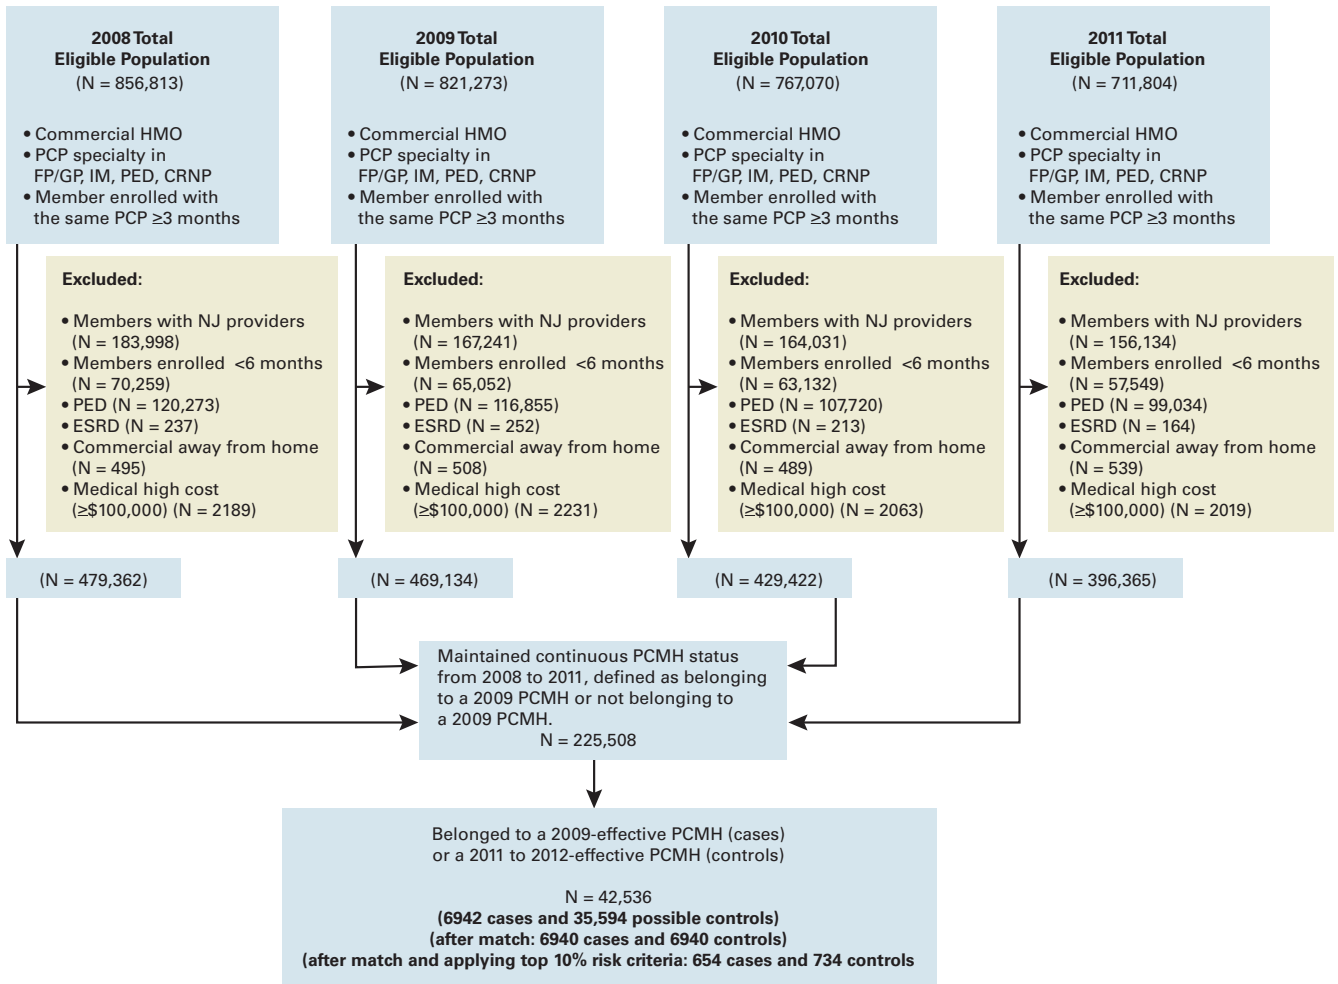 2008 Total
Eligible Population
(N = 856,813)
• Commercial HMO
• PCP specialty in
FP/GP, IM, PED, CRNP
• Member enrolled with
the same PCP ≥3 months
2009 Total
Eligible Population
(N = 821,273)
• Commercial HMO
• PCP specialty in
FP/GP, IM, PED, CRNP
• Member enrolled with
the same PCP ≥3 months
2010 Total
Eligible Population
(N = 767,070)
• Commercial HMO
• PCP specialty in
FP/GP, IM, PED, CRNP
• Member enrolled with
the same PCP ≥3 months
2011 Total
Eligible Population
(N = 711,804)
• Commercial HMO
• PCP specialty in
FP/GP, IM, PED, CRNP
• Member enrolled with
the same PCP ≥3 months
Excluded:
• Members with NJ providers
(N = 183,998)
• Members enrolled <6 months
(N = 70,259)
• PED (N = 120,273)
• ESRD (N = 237)
• Commercial away from home
(N = 495)
• Medical high cost
(≥$100,000) (N = 2189)
Excluded:
• Members with NJ providers
(N = 167,241)
• Members enrolled <6 months
(N = 65,052)
• PED (N = 116,855)
• ESRD (N = 252)
• Commercial away from home
(N = 508)
• Medical high cost
(≥$100,000) (N = 2231)
Excluded:
• Members with NJ providers
(N = 164,031)
• Members enrolled <6 months
(N = 63,132)
• PED (N = 107,720)
• ESRD (N = 213)
• Commercial away from home
(N = 489)
• Medical high cost
(≥$100,000) (N = 2063)
Excluded:
• Members with NJ providers
(N = 156,134)
• Members enrolled <6 months
(N = 57,549)
• PED (N = 99,034)
• ESRD (N = 164)
• Commercial away from home
(N = 539)
• Medical high cost
(≥$100,000) (N = 2019)
(N = 479,362)
(N = 469,134)
(N = 429,422)
(N = 396,365)
Maintained continuous PCMH status
from 2008 to 2011, defined as belonging
to a 2009 PCMH or not belonging to
a 2009 PCMH.
N = 225,508
Belonged to a 2009-effective PCMH (cases)
or a 2011 to 2012-effective PCMH (controls)
N = 42,536
(6942 cases and 35,594 possible controls)
(after match: 6940 cases and 6940 controls)
(after match and applying top 10% risk criteria: 654 cases and 734 controls